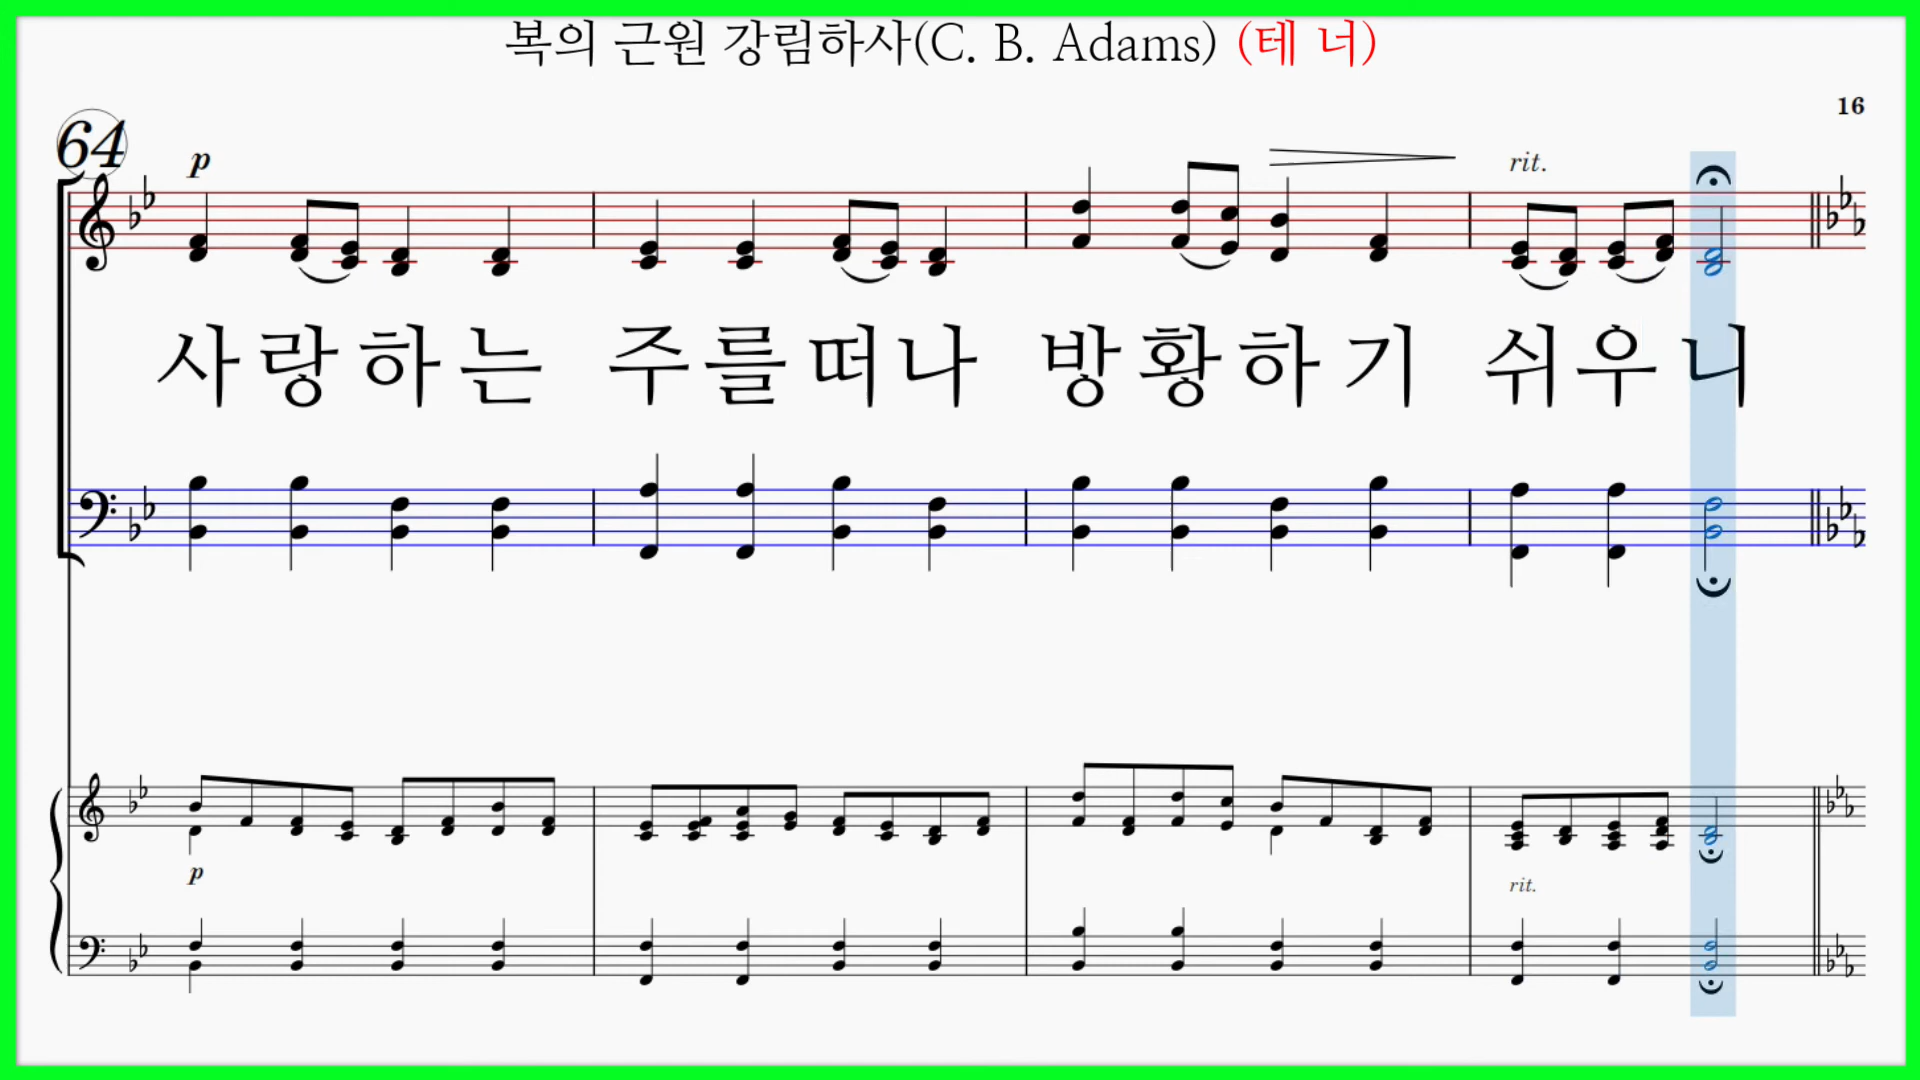 복의 근원 강림하사(C. B. Adams) (테 너)
16
64
p
rit.
사랑하는 주를떠나 방황하기 쉬우니
p
rit.